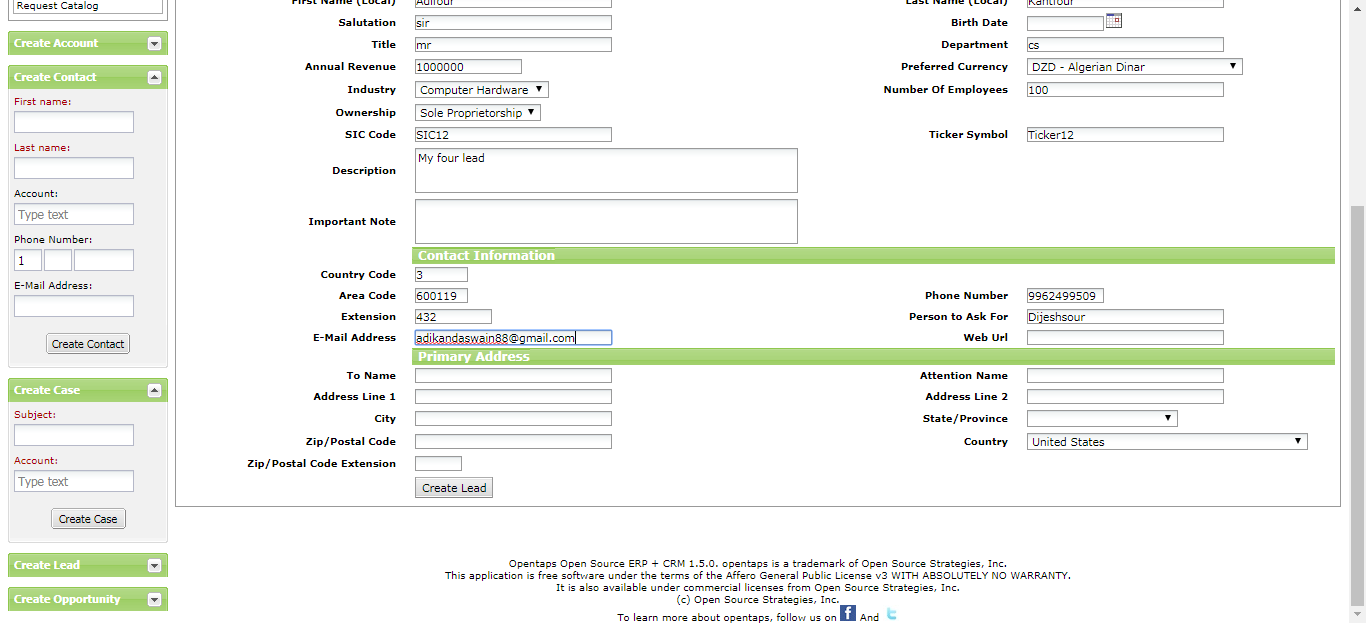 Request Catalog
Create Account
Create Contact
First name:
Last name:
Account:
Type text
Phone Number:
1
E-Mail Address:
Create Contact
Create Case
Subject:
Account:
Type text
Create Case
Create Lead
Create Opportunity
First Name (Local) Adifour Last Name (Local) Kantfour
Salutation sir Birth Date
Title mr Department cs
Annual Revenue 1000000 Preferred Currency DZD - Algerian Dinar
Industry Computer Hardware Number Of Employees 100
Ownership Sole Proprietorship
SIC Code SIC12 Ticker Symbol Ticker12
Description My four lead
Important Note
Contact Information
Country Code 3
Area Code 600119 Phone Number 9962499509
Extension 432 Person to Ask For Dijeshsour
E-Mail Address adikandaswain88@gmail.com Web Url
Primary Address
To Name Attention Name
Address Line 1 Address Line 2
City State/Province
Zip/Postal Code Country United States
Zip/Postal Code Extension
Create Lead
Opentaps Open Source ERP + CRM 1.5.0. opentaps is a trademark of Open Source Strategies, Inc.
This application is free software under the terms of the Affero General Public License v3 WITH ABSOLUTELY NO WARRANTY.
It is also available under commercial licenses from Open Source Strategies, Inc.
(c) Open Source Strategies, Inc.
To learn more about opentaps, follow us on f And t